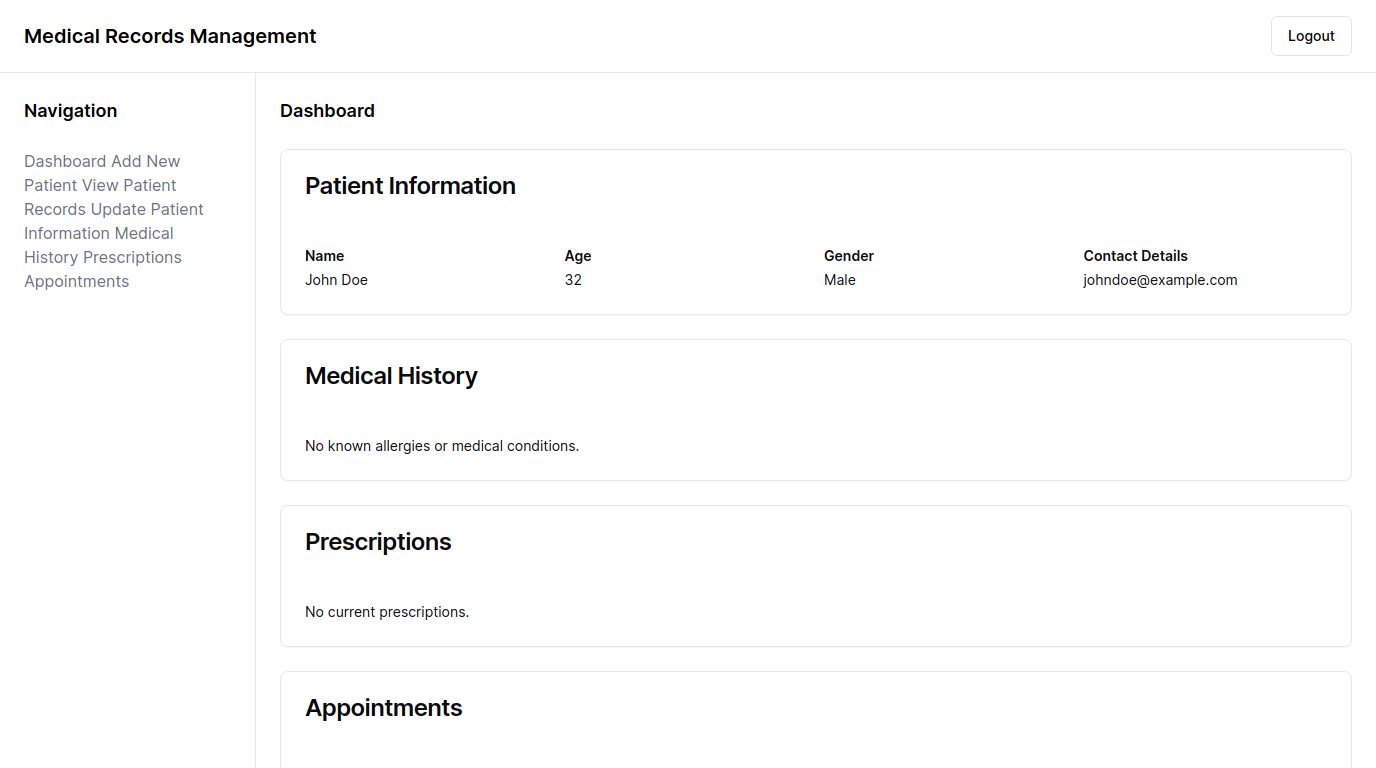 Medical Records Management
Logout
Navigation
Dashboard Add New
Patient View Patient
Records Update Patient
Information Medical
History Prescriptions
Appointments
Dashboard
Patient Information
Name
John Doe
Age
32
Gender
Male
Contact Details
johndoe@example.com
Medical History
No known allergies or medical conditions.
Prescriptions
No current prescriptions.
Appointments